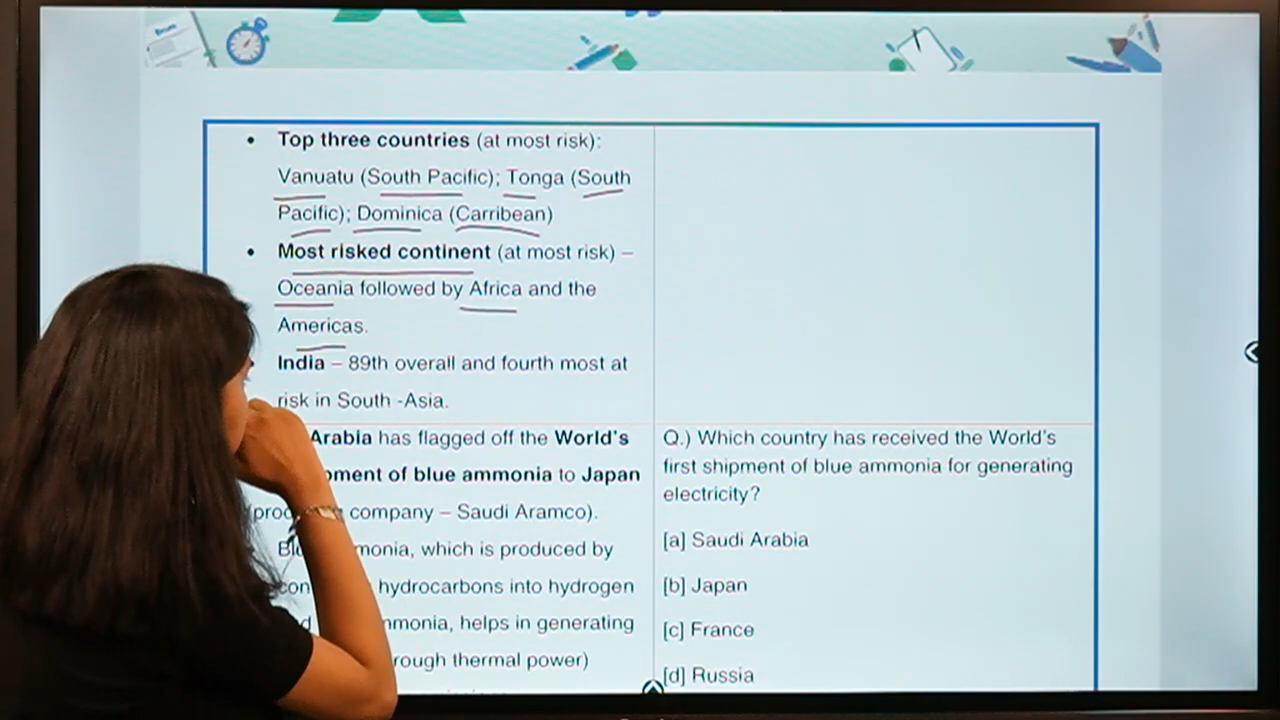 Top three countries (at most risk):
Vanuatu (South Pacific); Tonga (South
Pacific); Dominica (Carribean)
Most risked continent (at most risk) –
Oceania followed by Africa and the
Americas.
India – 89th overall and fourth most at
risk in South -Asia.
Arabia has flagged off the World's
of blue ammonia to Japan
company – Saudi Aramco).
which is produced by
hydrocarbons into hydrogen
helps in generating
thermal power)
Q.) Which country has received the World's
first shipment of blue ammonia for generating
electricity?
[a] Saudi Arabia
[b] Japan
[c] France
[d] Russia